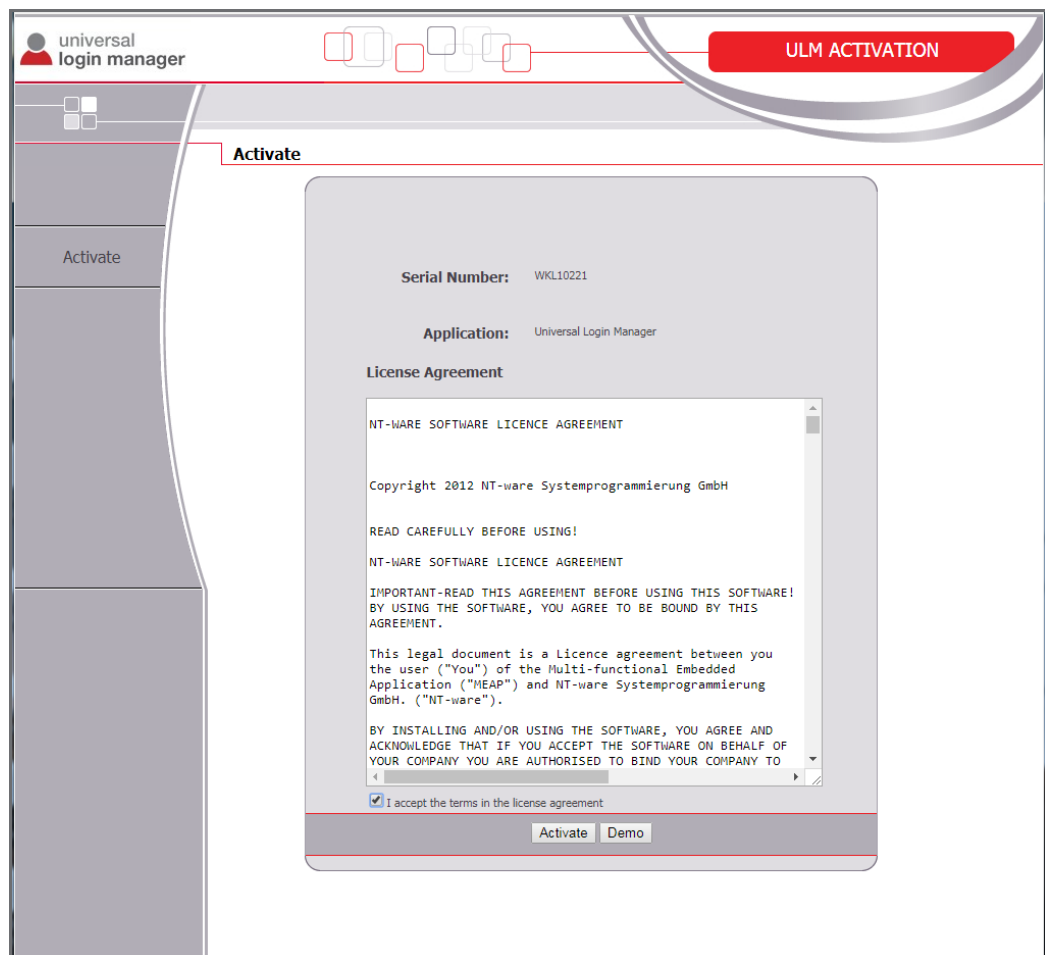 universal
login manager
ULM ACTIVATION
Activate
Activate
Serial Number: WKL10221
Application: Universal Login Manager
License Agreement
NT-WARE SOFTWARE LICENCE AGREEMENT
Copyright 2012 NT-ware Systemprogrammierung GmbH
READ CAREFULLY BEFORE USING!
NT-WARE SOFTWARE LICENCE AGREEMENT
IMPORTANT-READ THIS AGREEMENT BEFORE USING THIS SOFTWARE!
BY USING THE SOFTWARE, YOU AGREE TO BE BOUND BY THIS
AGREEMENT.
This legal document is a Licence agreement between you
the user ("You") of the Multi-functional Embedded
Application ("MEAP") and NT-ware Systemprogrammierung
GmbH. ("NT-ware").
BY INSTALLING AND/OR USING THE SOFTWARE, YOU AGREE AND
ACKNOWLEDGE THAT IF YOU ACCEPT THE SOFTWARE ON BEHALF OF
YOUR COMPANY YOU ARE AUTHORISED TO BIND YOUR COMPANY TO
I accept the terms in the license agreement
Activate Demo